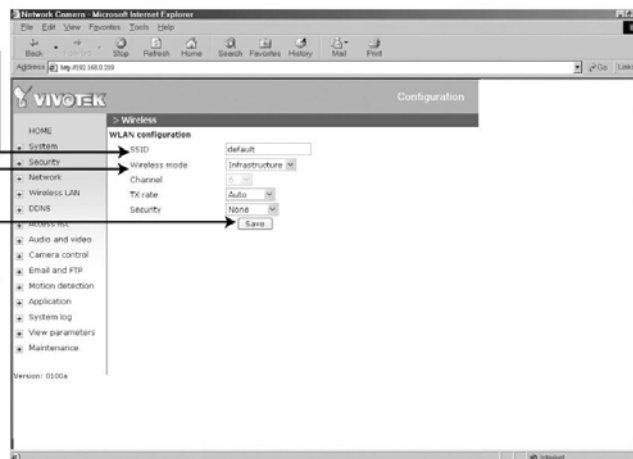 Network Camera - Microsoft Internet Explorer
File Edit View Favorites Tools Help
Back Stop Refresh Home Search Favorites History Mail Print
Address Go Links
VIVOTEK
Configuration
> Wireless
HOME
System
Security
Network
Wireless LAN
DDNS
Access list
Audio and video
Camera control
Email and FTP
Motion detection
Application
System log
View parameters
Maintenance
Version: 0100a
WLAN configuration
SSID default
Wireless mode Infrastructure
Channel 6
TX rate Auto
Security None
Save
Internet